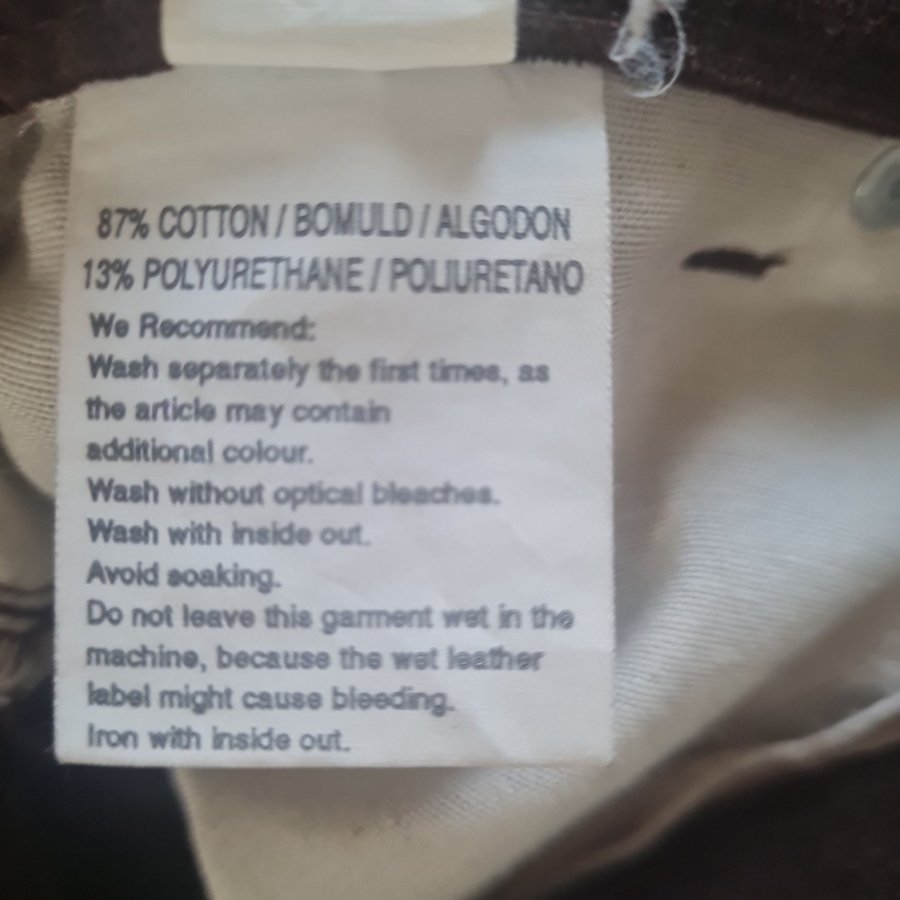 87% COTTON / BOMULD / ALGODON
13% POLYURETHANE / POLIURETANO
We Recommend:
Wash separately the first times, as
the article may contain
additional colour.
Wash without optical bleaches.
Wash with inside out.
Avoid soaking.
Do not leave this garment wet in the
machine, because the wet leather
label might cause bleeding.
Iron with inside out.